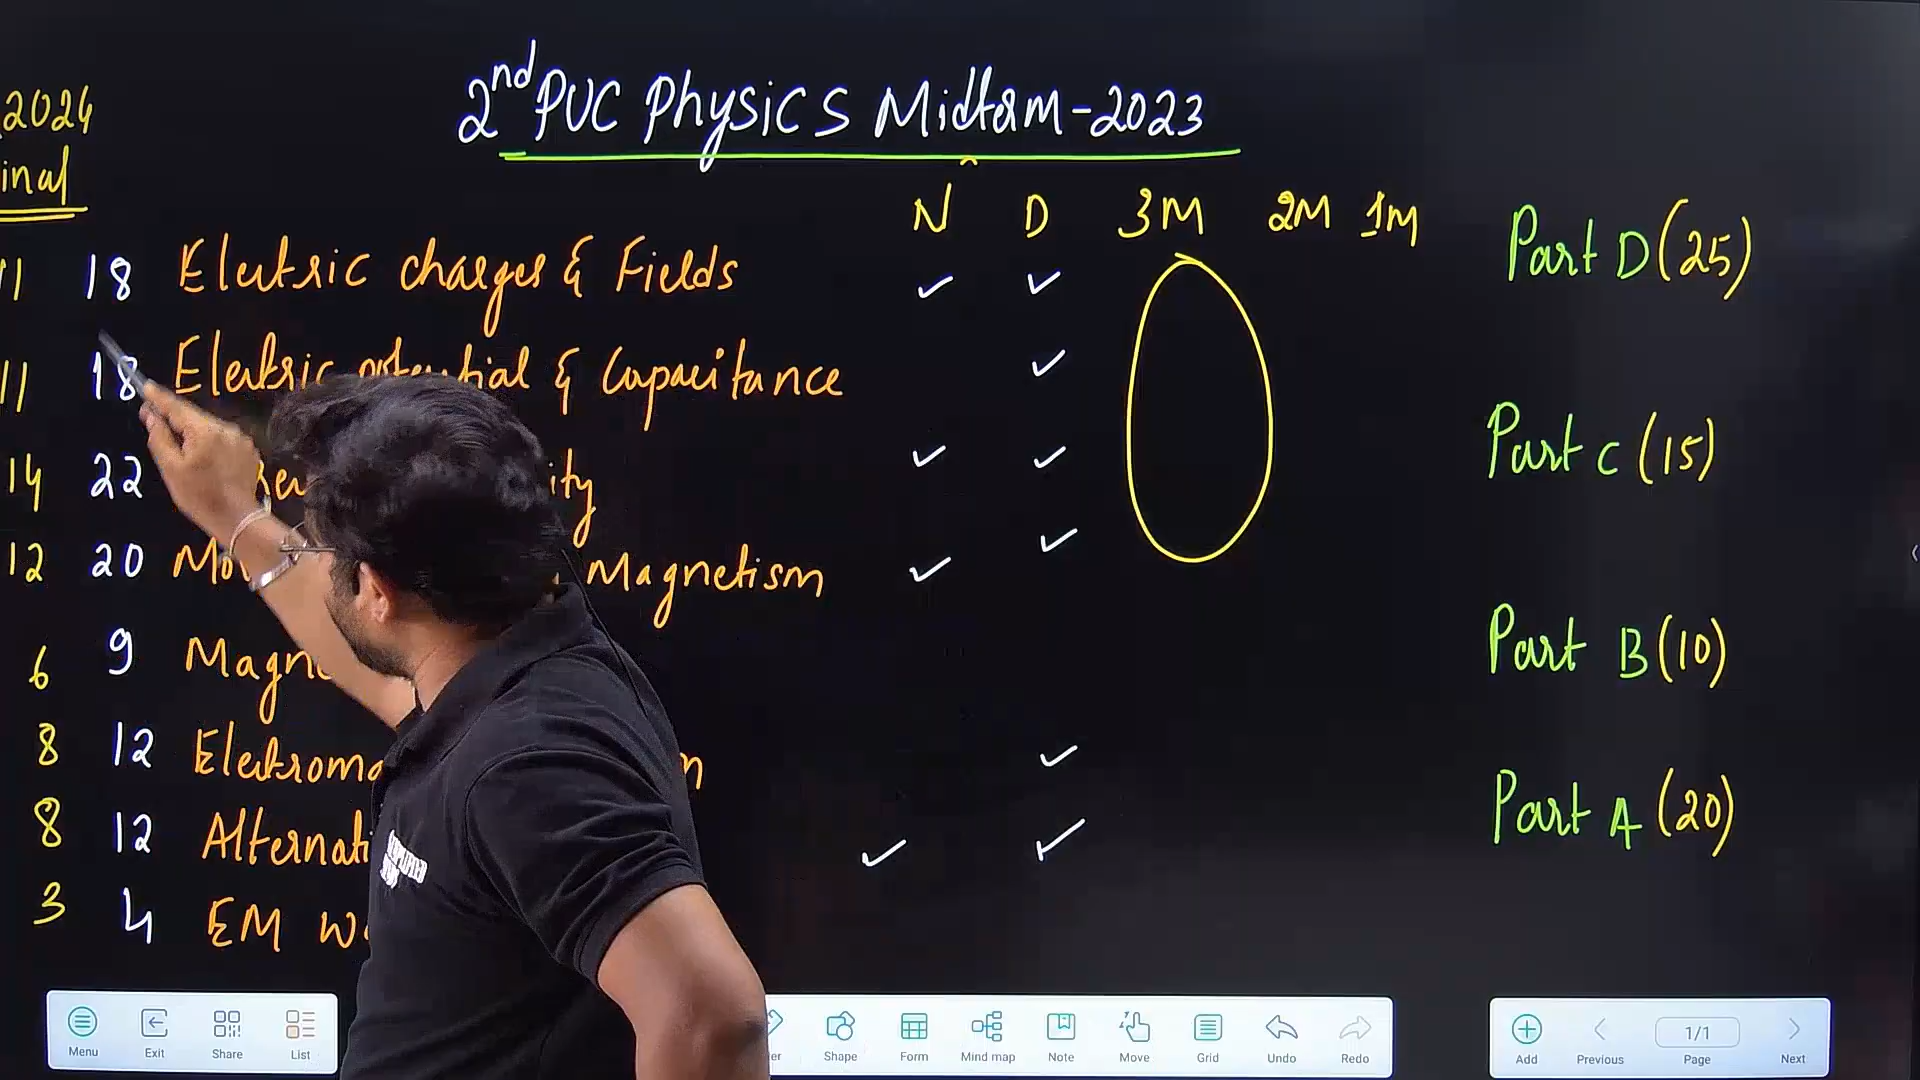 2nd PUC Physics Midterm-2023
2024
inal
N D 3M 2M 1M
11 18 Electric charges & Fields
Part D (25)
11 18 Electric potential & Capacitance
14 22
Part C (15)
12 20 Magnetism
6 9
Part B (10)
8 12
8 12
Part A (20)
3 4 EM
Menu Exit Share List Shape Form Mind map Note Move Grid Undo Redo Add Previous 1/1 Page Next